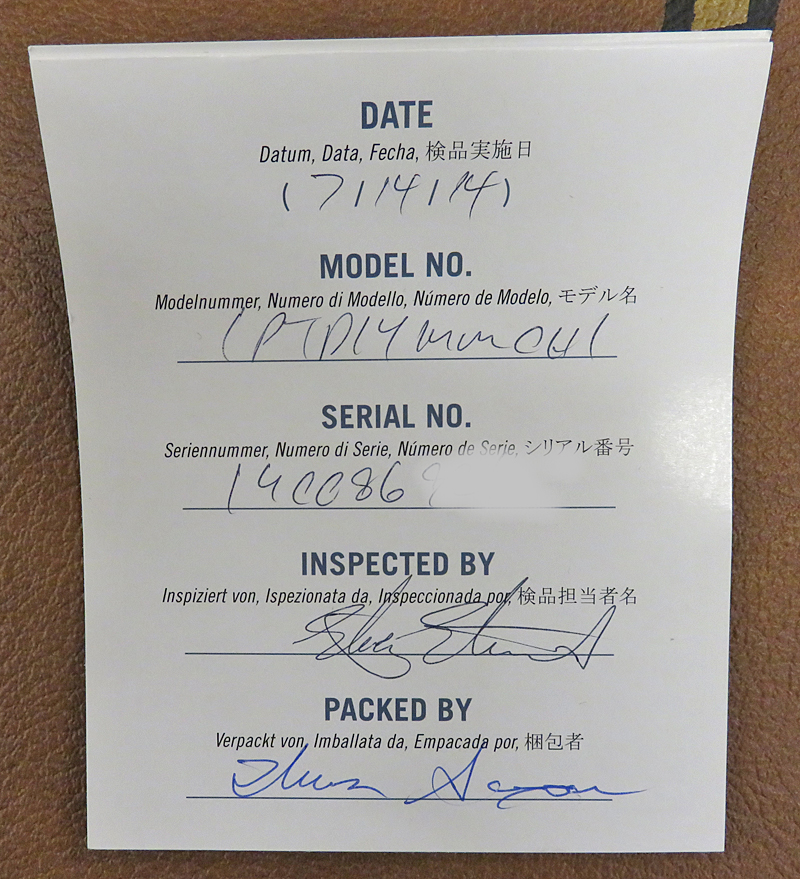 DATE
Datum, Data, Fecha, 検品実施日
(7/14/14)
MODEL NO.
Modelnummer, Numero di Modello, Número de Modelo, モデル名
SERIAL NO.
Seriennummer, Numero di Serie, Número de Serie, シリアル番号
1400869
INSPECTED BY
Inspiziert von, Ispezionata da, Inspeccionada por, 検品担当者名
PACKED BY
Verpackt von, Imballata da, Empacada por, 梱包者